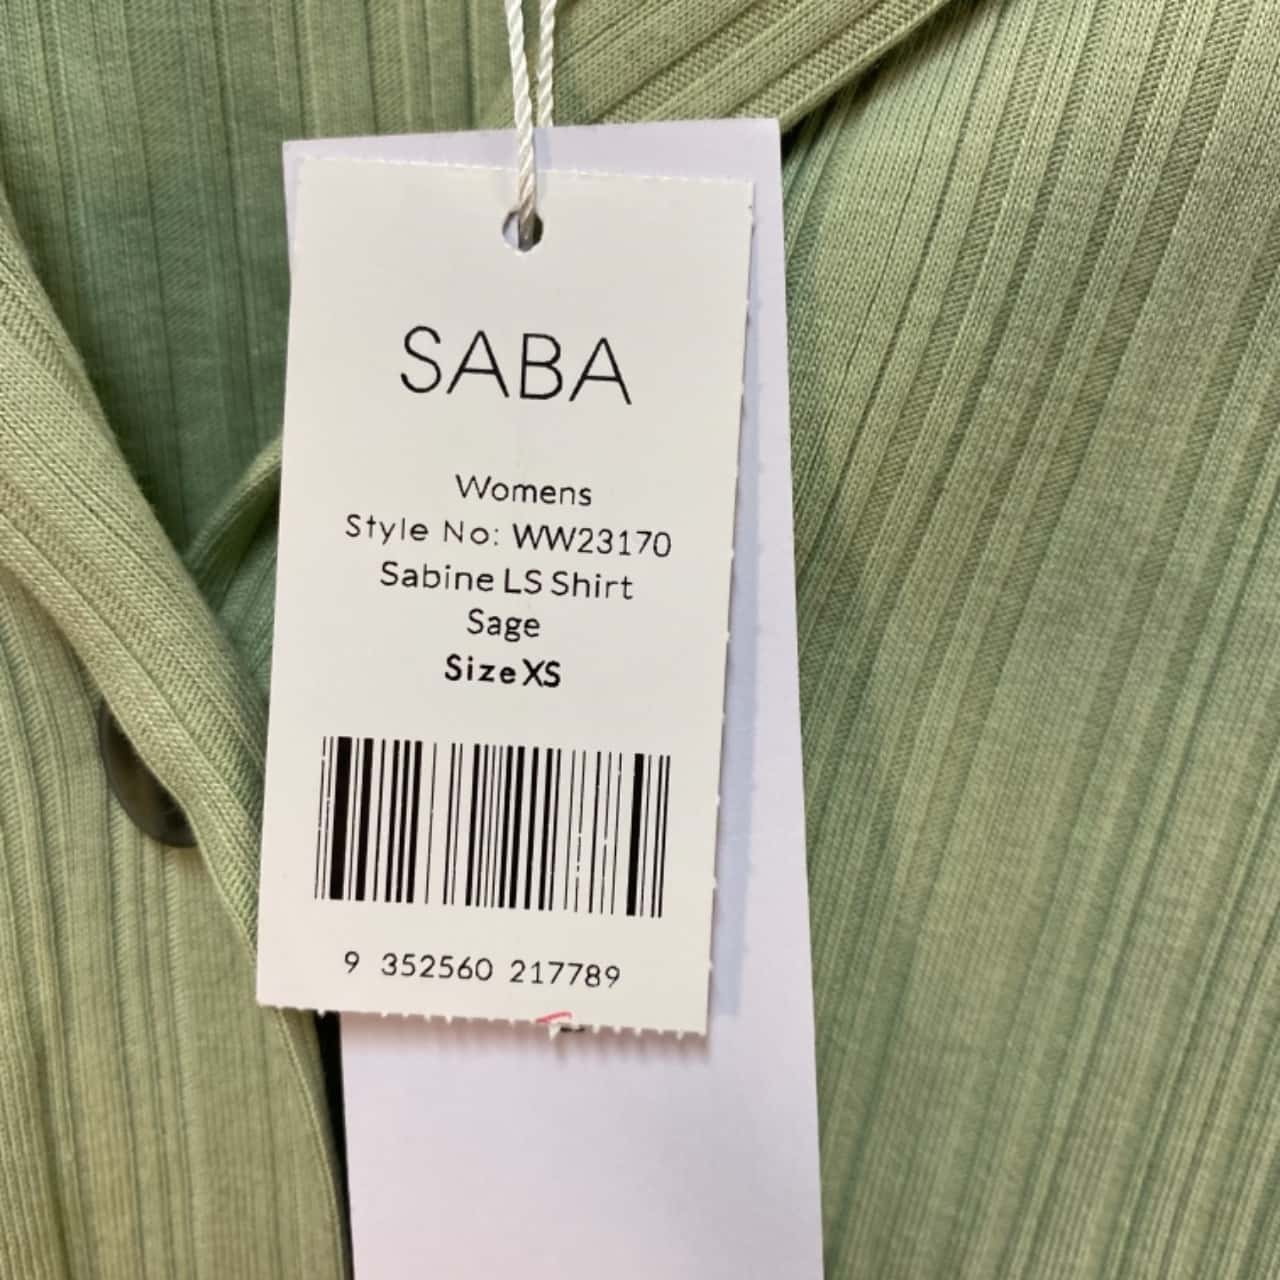 SABA
Womens
Style No: WW23170
Sabine LS Shirt
Sage
Size XS
9 352560 217789